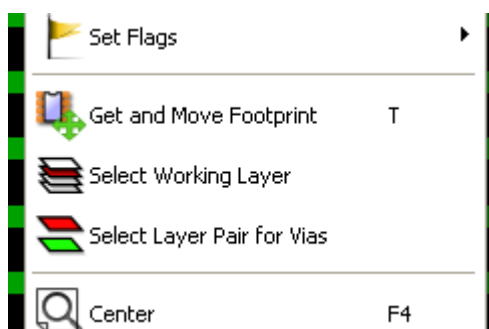 Set Flags
Get and Move Footprint T
Select Working Layer
Select Layer Pair for Vias
Center F4